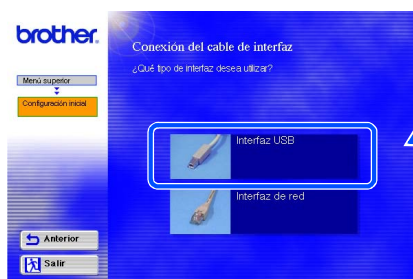 brother.
Conexión del cable de interfaz
¿Qué tipo de interfaz desea utilizar?
Menú superior
Configuración inicial
Interfaz USB
Interfaz de red
Anterior
Salir